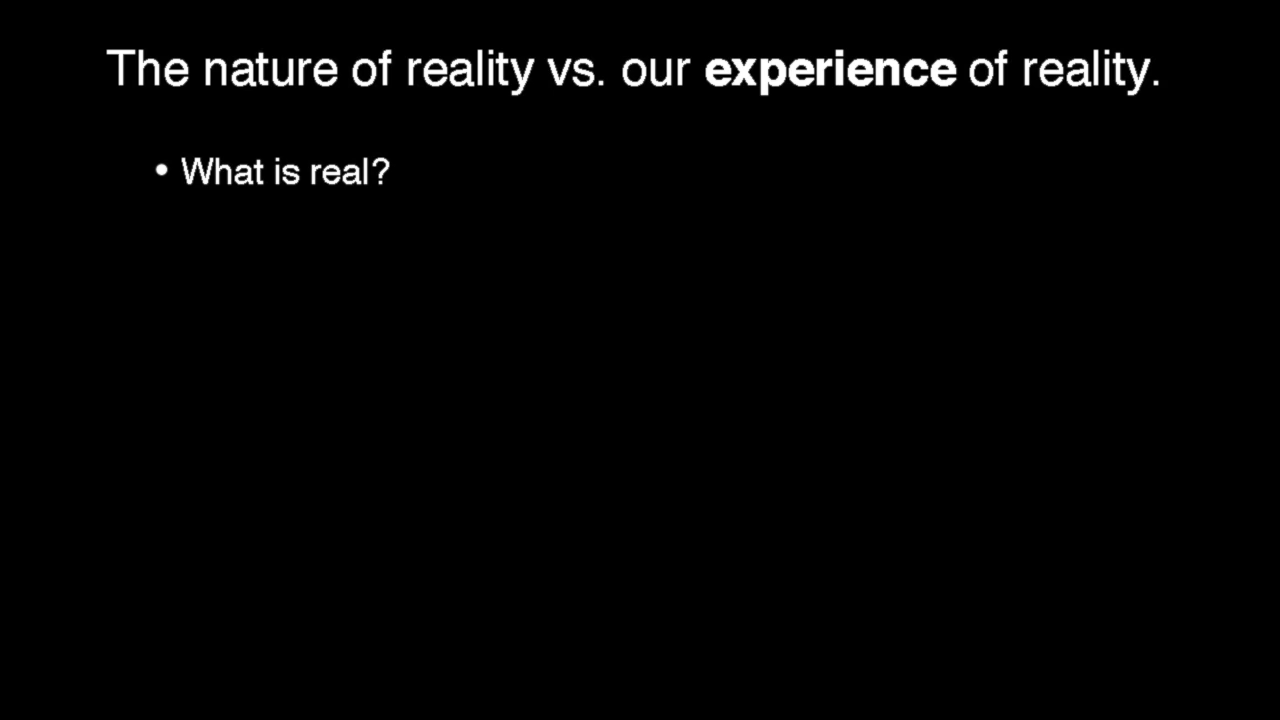 The nature of reality vs. our experience of reality.
• What is real?